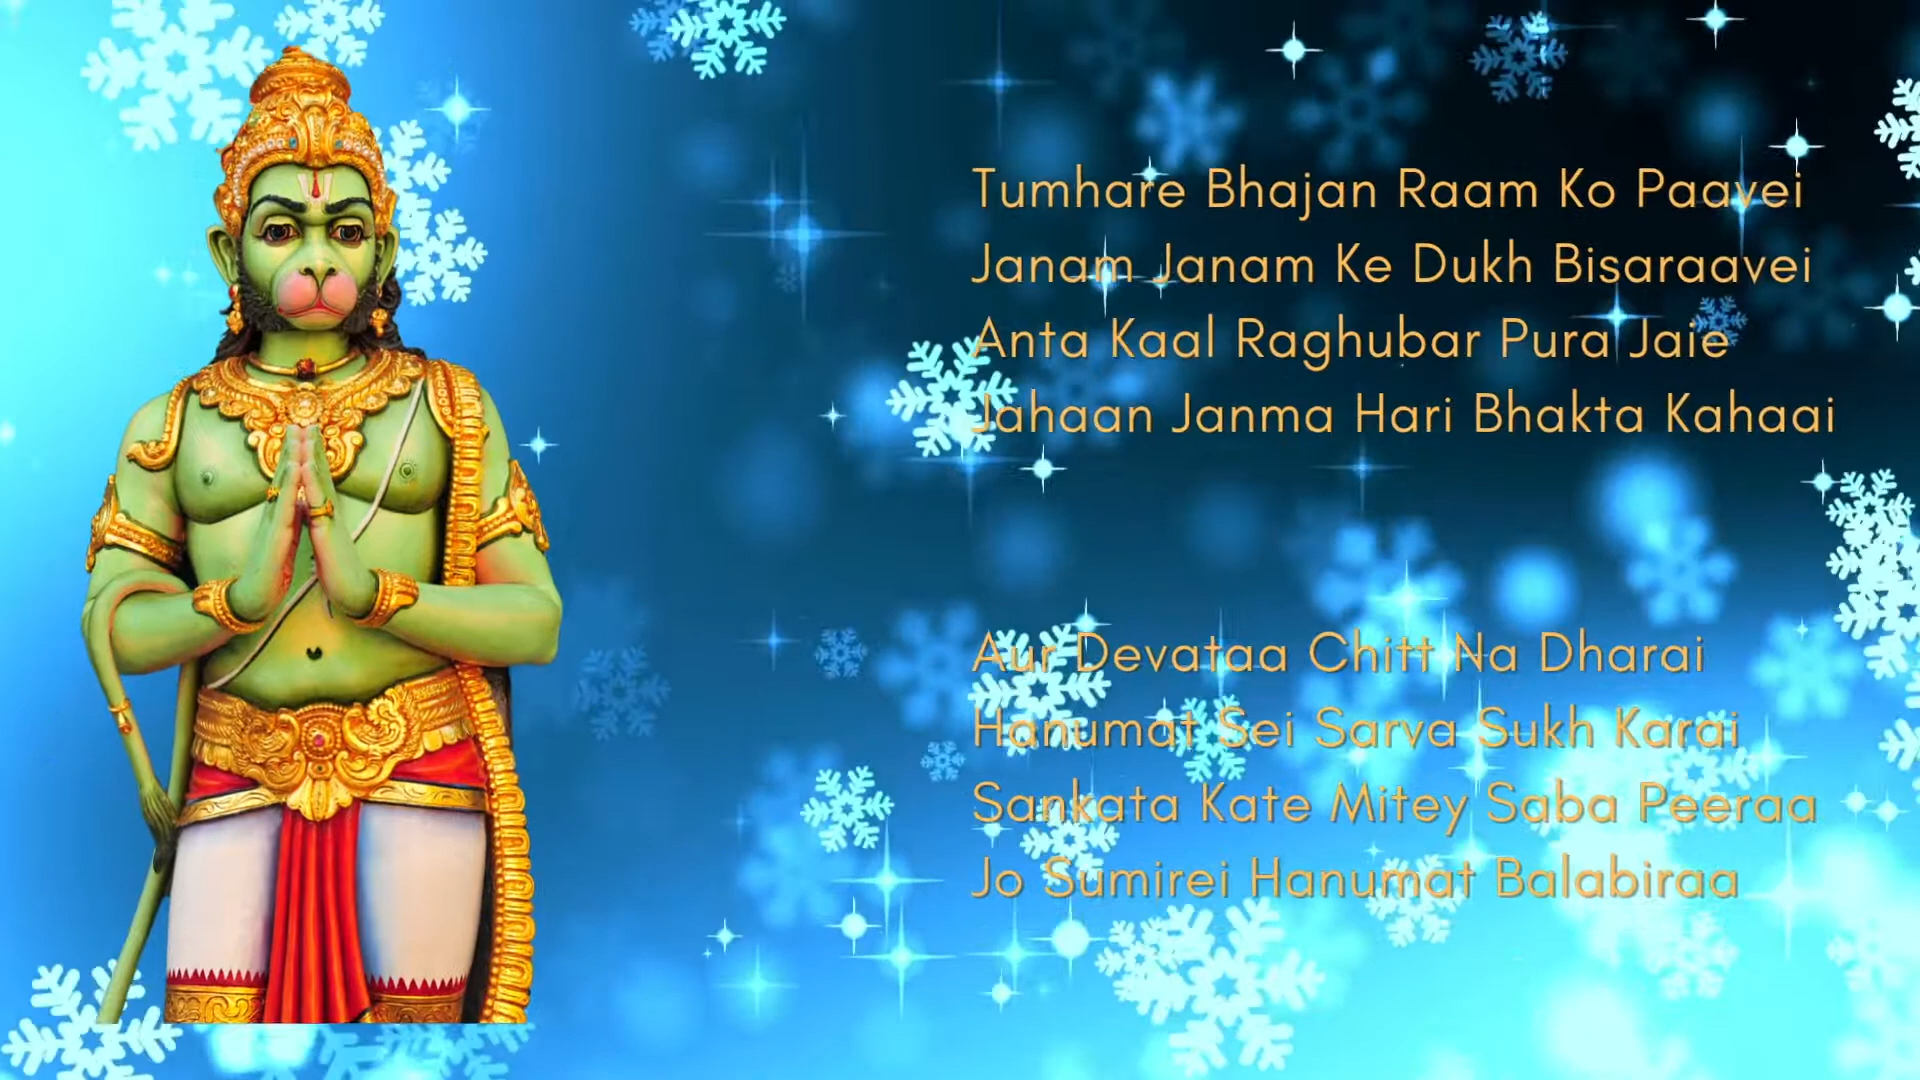 Tumhare Bhajan Raam Ko Paavei
Janam Janam Ke Dukh Bisaraavei
Anta Kaal Raghubar Pura Jaie
Jahaan Janma Hari Bhakta Kahaai
Aur Devataa Chitt Na Dharai
Hanumat Sei Sarva Sukh Karai
Sankata Kate Mitey Saba Peeraa
Jo Sumirei Hanumat Balabiraa